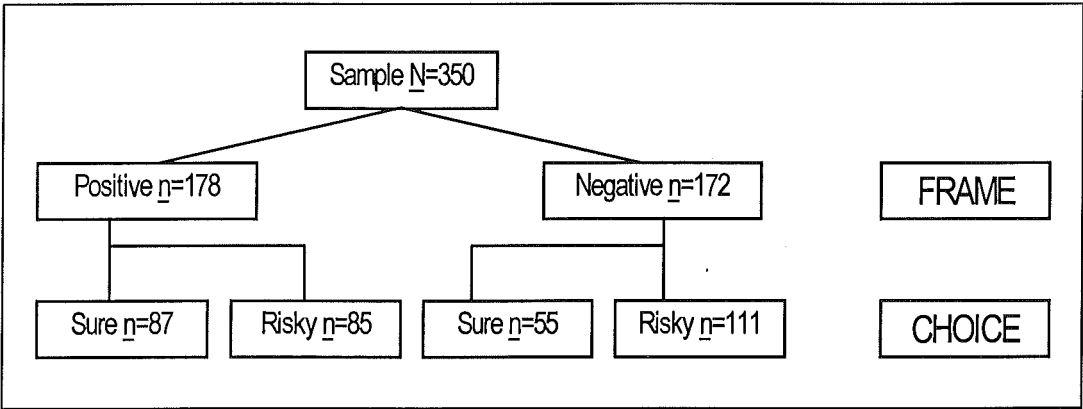 Sample N=350
Positive n=178
Negative n=172
FRAME
Sure n=87
Risky n=85
Sure n=55
Risky n=111
CHOICE